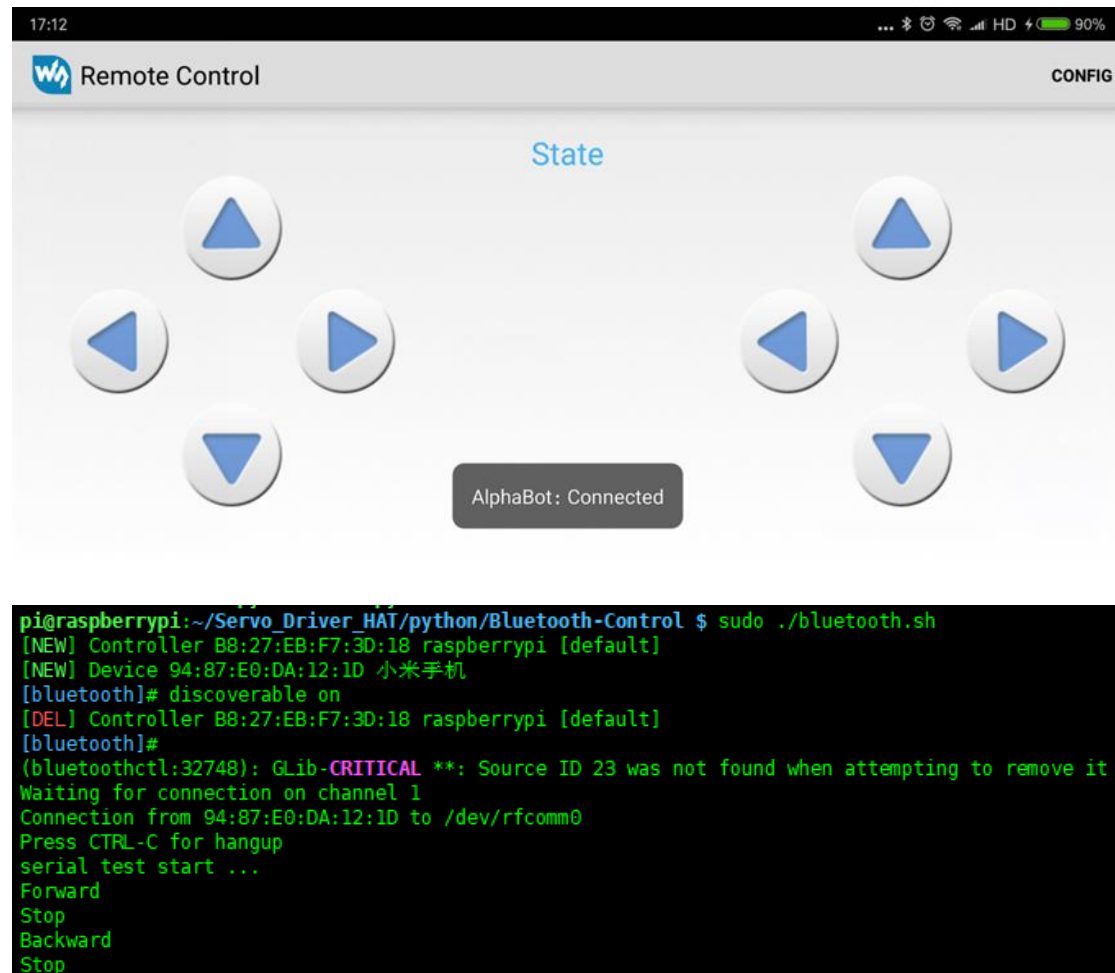 17:12 ... HD 90%
Remote Control CONFIG
State
AlphaBot: Connected
pi@raspberrypi:~/Servo_Driver_HAT/python/Bluetooth-Control $ sudo ./bluetooth.sh
[NEW] Controller B8:27:EB:F7:3D:18 raspberrypi [default]
[NEW] Device 94:87:E0:DA:12:1D 小米手机
[bluetooth]# discoverable on
[DEL] Controller B8:27:EB:F7:3D:18 raspberrypi [default]
[bluetooth]#
(bluetoothctl:32748): GLib-CRITICAL **: Source ID 23 was not found when attempting to remove it
Waiting for connection on channel 1
Connection from 94:87:E0:DA:12:1D to /dev/rfcomm0
Press CTRL-C for hangup
serial test start ...
Forward
Stop
Backward
Stop